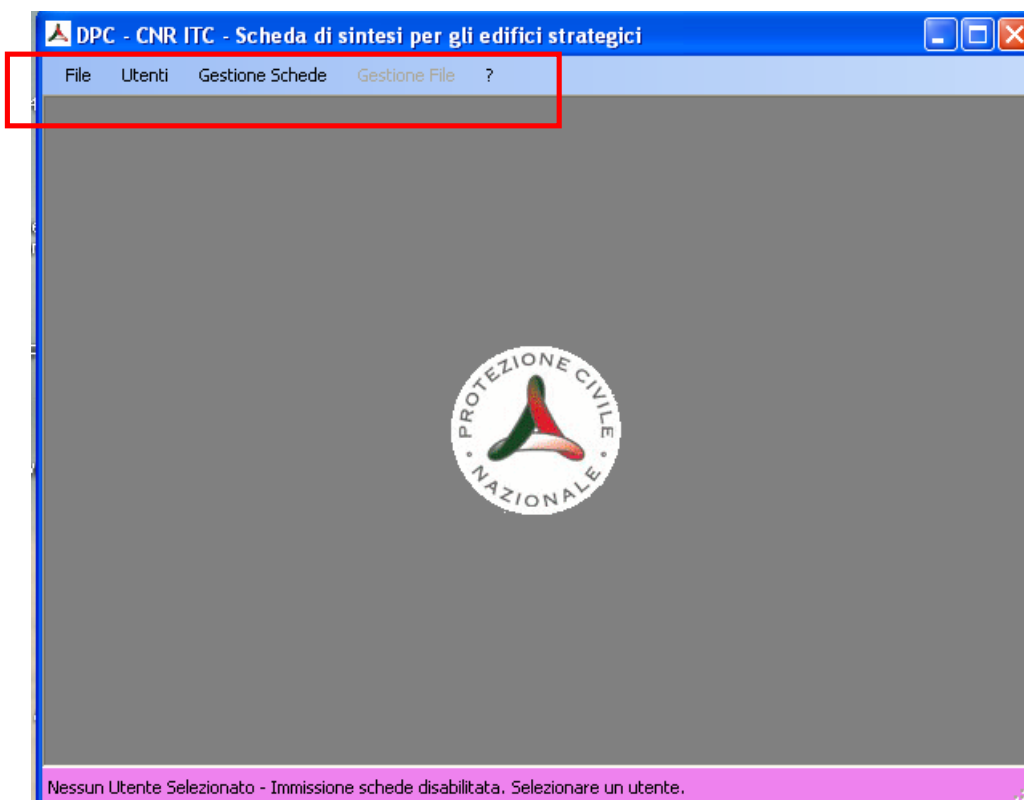 DPC - CNR ITC - Scheda di sintesi per gli edifici strategici
File Utenti Gestione Schede Gestione File ?
PROTEZIONE CIVILE
NAZIONALE
Nessun Utente Selezionato - Immissione schede disabilitata. Selezionare un utente.